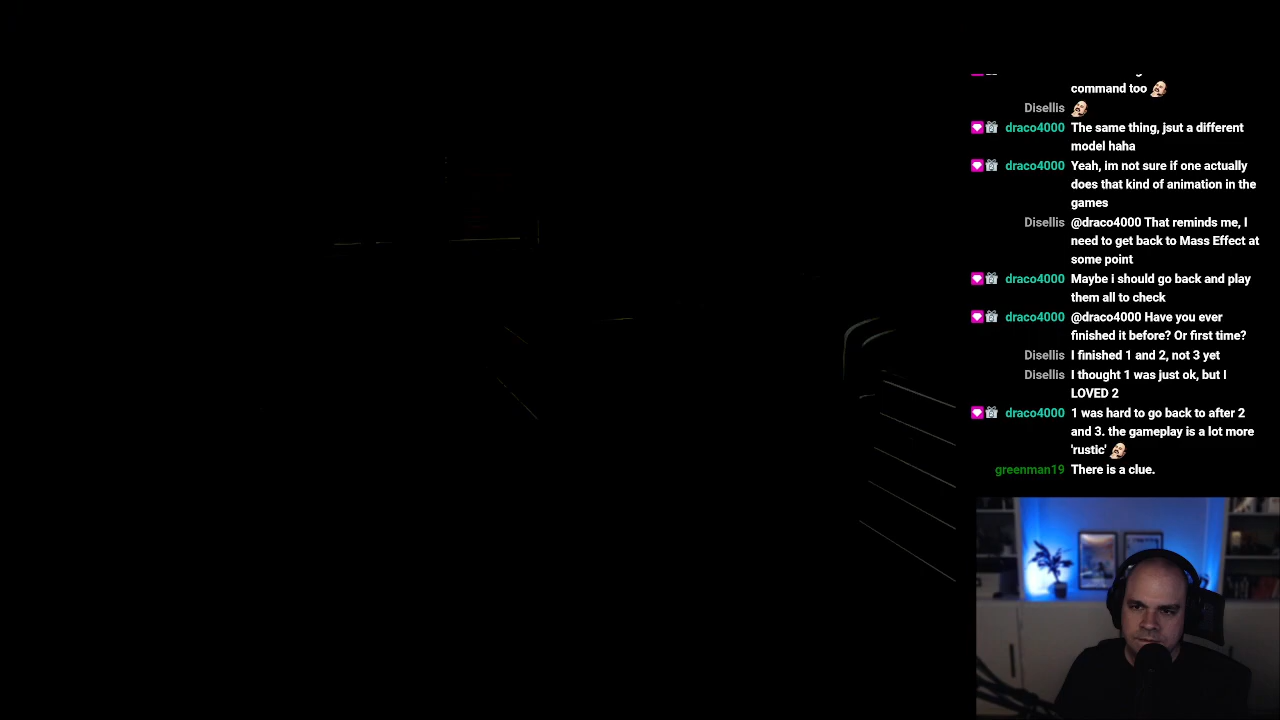 command too
Disellis
draco4000 The same thing, jsut a different
model haha
draco4000 Yeah, im not sure if one actually
does that kind of animation in the
games
Disellis @draco4000 That reminds me, I
need to get back to Mass Effect at
some point
draco4000 Maybe i should go back and play
them all to check
draco4000 @draco4000 Have you ever
finished it before? Or first time?
Disellis I finished 1 and 2, not 3 yet
Disellis I thought 1 was just ok, but I
LOVED 2
draco4000 1 was hard to go back to after 2
and 3. the gameplay is a lot more
'rustic'
greenman19 There is a clue.